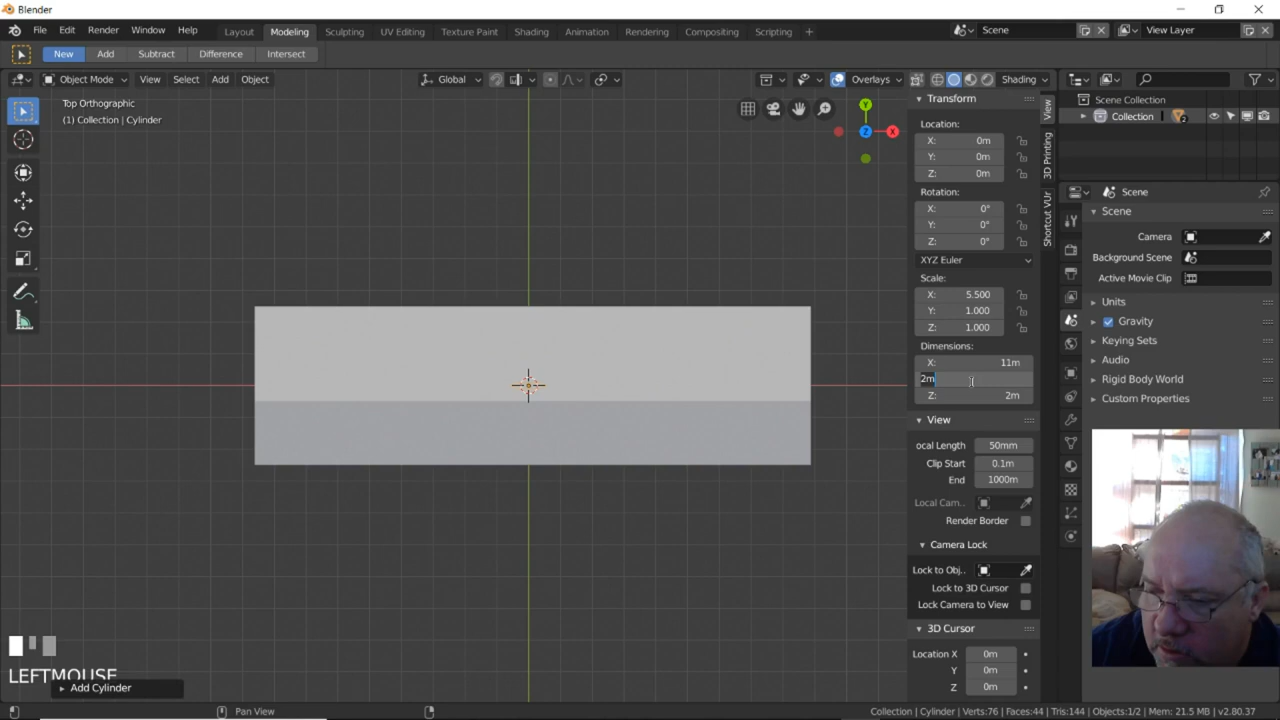 Blender
File Edit Render Window Help Layout Modeling Sculpting UV Editing Texture Paint Shading Animation Rendering Compositing Scripting + Scene View Layer
New Add Subtract Difference Intersect
Object Mode View Select Add Object Global Overlays Shading
Top Orthographic
(1) Collection | Cylinder
Y
Z
X
Transform
Location:
X: 0m
Y: 0m
Z: 0m
Rotation:
X: 0°
Y: 0°
Z: 0°
XYZ Euler
Scale:
X: 5.500
Y: 1.000
Z: 1.000
Dimensions:
X: 11m
2m
Z: 2m
View
ocal Length 50mm
Clip Start 0.1m
End 1000m
Local Cam..
Render Border
Camera Lock
Lock to Obj..
Lock to 3D Cursor
Lock Camera to View
3D Cursor
Location X 0m
Y 0m
Z 0m
View
3D Printing
Shortcut VUr
Scene Collection
Collection 2
Scene
Scene
Camera
Background Scene
Active Movie Clip
Units
Gravity
Keying Sets
Audio
Rigid Body World
Custom Properties
LEFTMOUSE
Add Cylinder
Pan View
Collection | Cylinder | Verts:76 | Faces:44 | Tris:144 | Objects:1/2 | Mem: 21.5 MB | v2.80.37